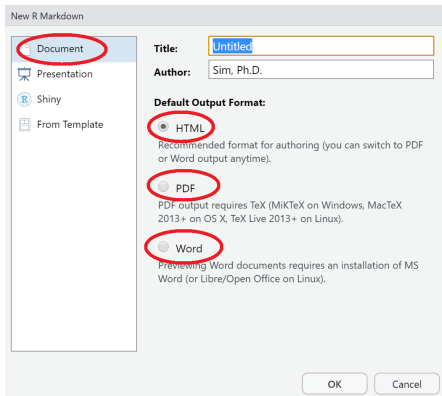 New R Markdown
Document
Presentation
Shiny
From Template
Title: Untitled
Author: Sim, Ph.D.
Default Output Format:
HTML
Recommended format for authoring (you can switch to PDF
or Word output anytime).
PDF
PDF output requires TeX (MiKTeX on Windows, MacTeX
2013+ on OS X, TeX Live 2013+ on Linux).
Word
Previewing Word documents requires an installation of MS
Word (or Libre/Open Office on Linux).
OK Cancel